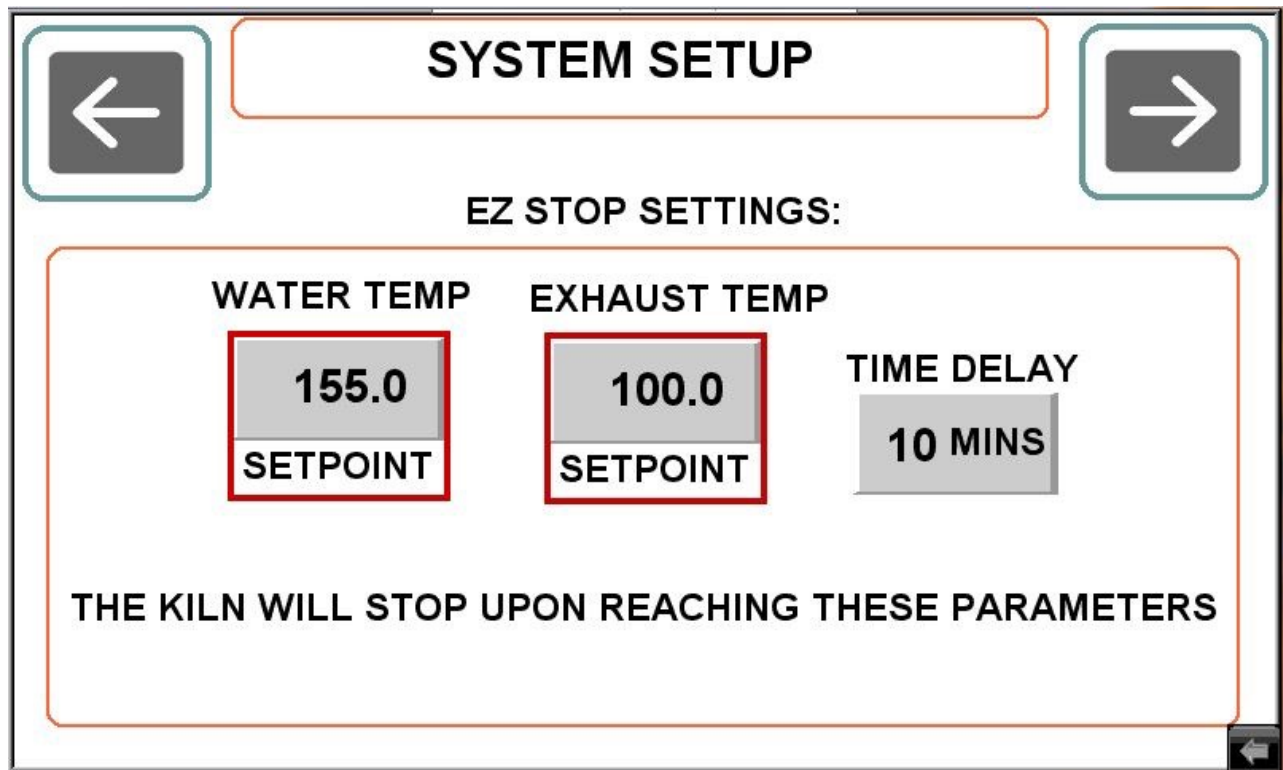 SYSTEM SETUP
EZ STOP SETTINGS:
WATER TEMP
155.0
SETPOINT
EXHAUST TEMP
100.0
SETPOINT
TIME DELAY
10 MINS
THE KILN WILL STOP UPON REACHING THESE PARAMETERS